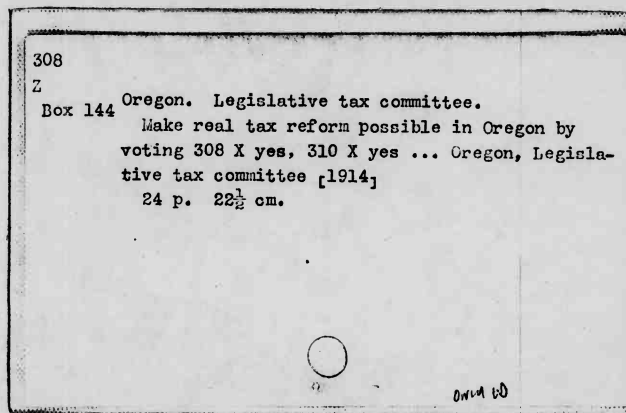 308
Z
Box 144 Oregon. Legislative tax committee.
Make real tax reform possible in Oregon by
voting 308 X yes, 310 X yes ... Oregon, Legisla-
tive tax committee [1914]
24 p. 22½ cm.